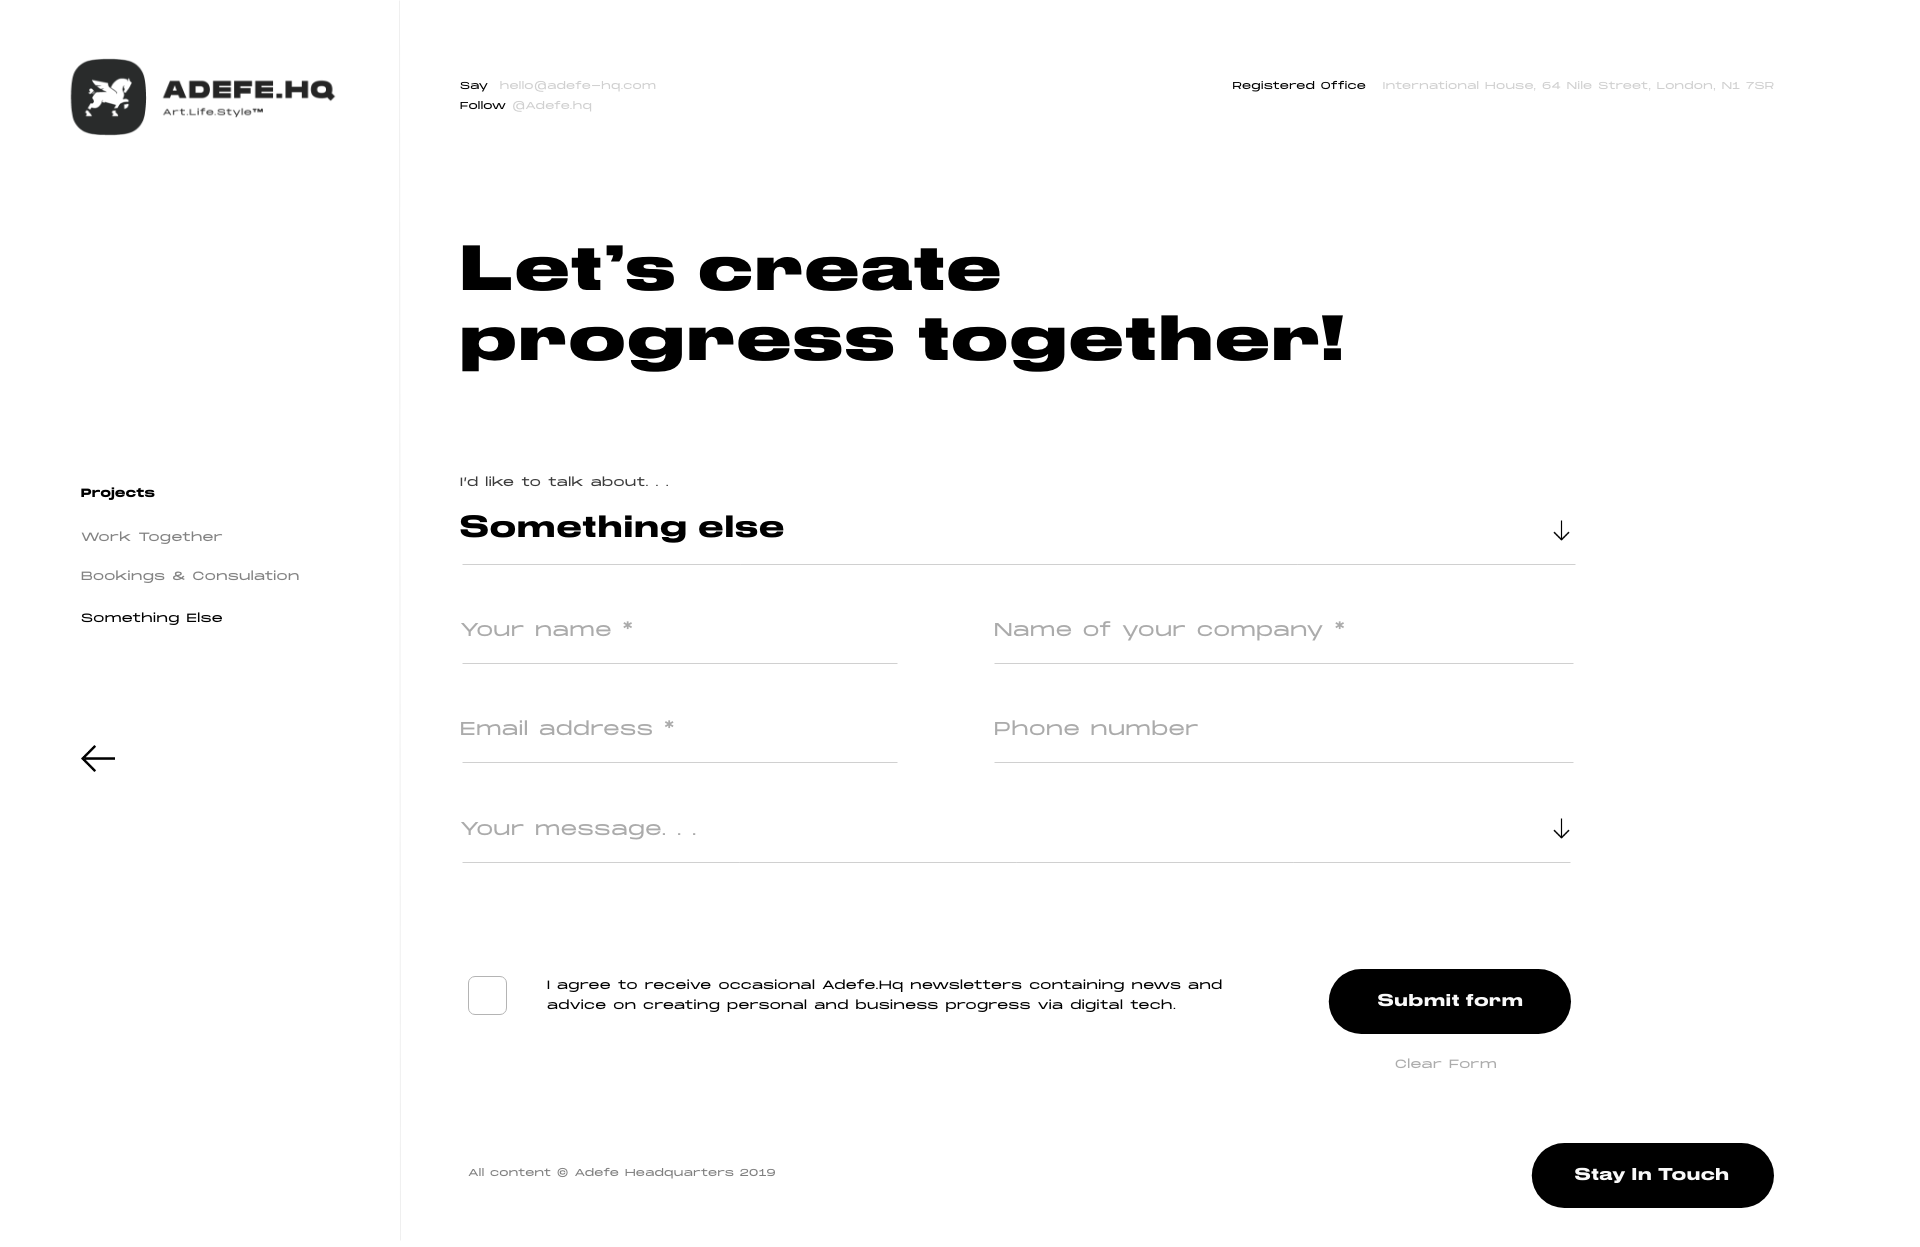 ADEFE.HQ
Art.Life.Style™
Say hello@adefe-hq.com
Follow @Adefe.hq
Registered Office International House, 64 Nile Street, London, N1 7SR
Let’s create
progress together!
Projects
Work Together
Bookings & Consulation
Something Else
I'd like to talk about. . .
Something else
Your name *
Name of your company *
Email address *
Phone number
Your message. . .
I agree to receive occasional Adefe.Hq newsletters containing news and
advice on creating personal and business progress via digital tech.
Submit form
Clear Form
All content © Adefe Headquarters 2019
Stay In Touch